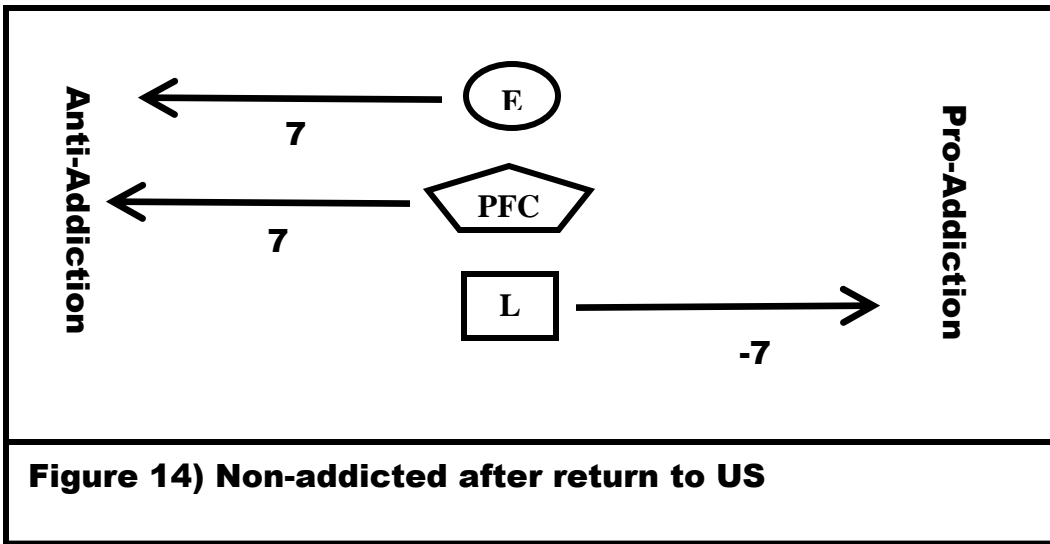 Anti-Addiction
E
7
PFC
7
L
-7
Pro-Addiction
Figure 14) Non-addicted after return to US